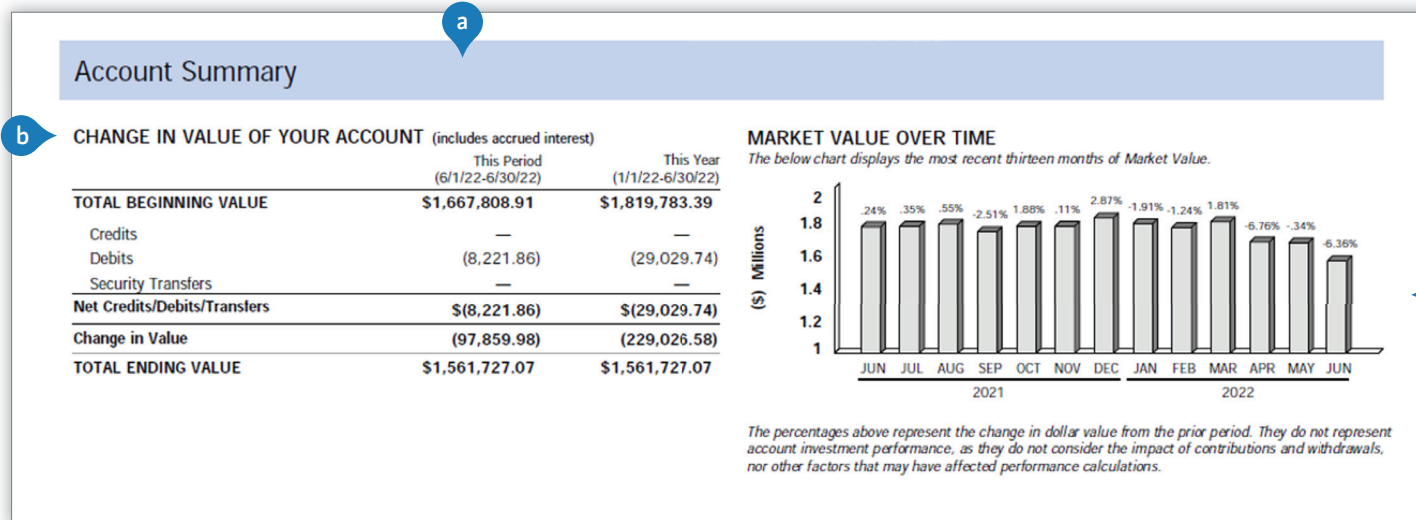 a
Account Summary
b
CHANGE IN VALUE OF YOUR ACCOUNT (includes accrued interest)
This Period This Year
(6/1/22-6/30/22) (1/1/22-6/30/22)
TOTAL BEGINNING VALUE $1,667,808.91 $1,819,783.39
Credits — —
Debits (8,221.86) (29,029.74)
Security Transfers — —
Net Credits/Debits/Transfers $(8,221.86) $(29,029.74)
Change in Value (97,859.98) (229,026.58)
TOTAL ENDING VALUE $1,561,727.07 $1,561,727.07
MARKET VALUE OVER TIME
The below chart displays the most recent thirteen months of Market Value.
($) Millions
2
1.8
1.6
1.4
1.2
1
.24% .35% .55% -2.51% 1.88% .11% 2.87% -1.91% -1.24% 1.81% -6.76% -.34% -6.36%
JUN JUL AUG SEP OCT NOV DEC JAN FEB MAR APR MAY JUN
2021 2022
The percentages above represent the change in dollar value from the prior period. They do not represent
account investment performance, as they do not consider the impact of contributions and withdrawals,
nor other factors that may have affected performance calculations.